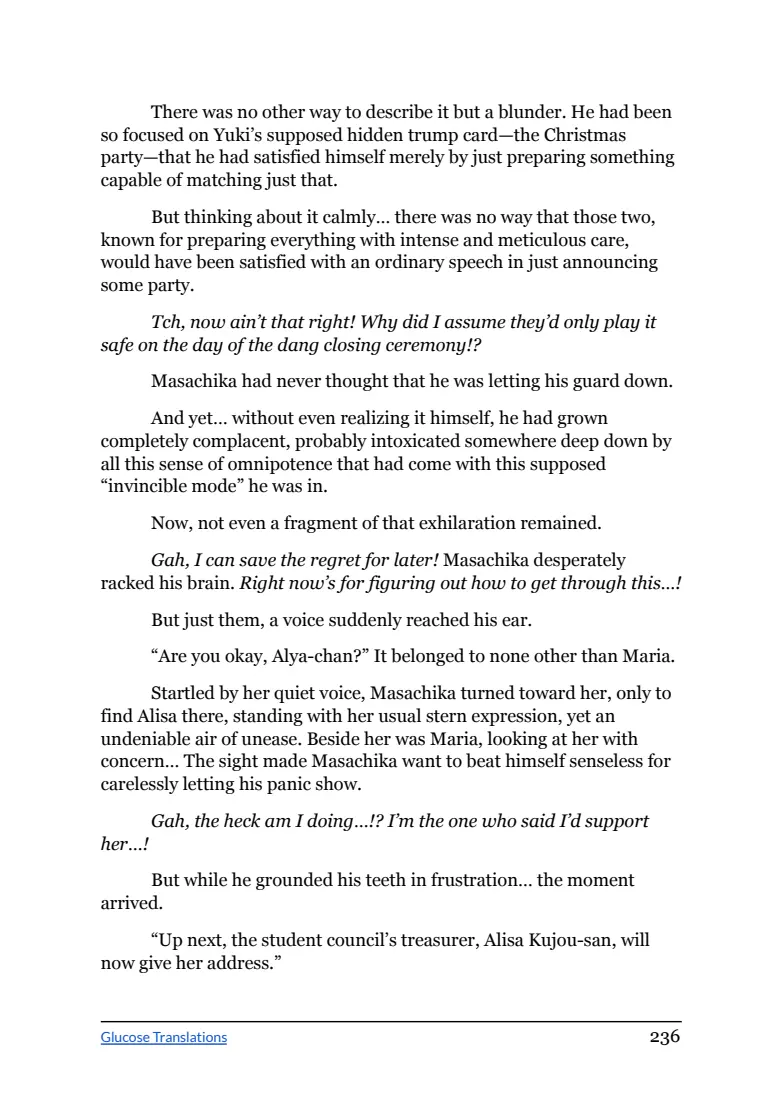 There was no other way to describe it but a blunder. He had been
so focused on Yuki’s supposed hidden trump card—the Christmas
party—that he had satisfied himself merely by just preparing something
capable of matching just that.
But thinking about it calmly… there was no way that those two,
known for preparing everything with intense and meticulous care,
would have been satisfied with an ordinary speech in just announcing
some party.
Tch, now ain’t that right! Why did I assume they’d only play it
safe on the day of the dang closing ceremony!?
Masachika had never thought that he was letting his guard down.
And yet… without even realizing it himself, he had grown
completely complacent, probably intoxicated somewhere deep down by
all this sense of omnipotence that had come with this supposed
“invincible mode” he was in.
Now, not even a fragment of that exhilaration remained.
Gah, I can save the regret for later! Masachika desperately
racked his brain. Right now’s for figuring out how to get through this…!
But just them, a voice suddenly reached his ear.
“Are you okay, Alya-chan?” It belonged to none other than Maria.
Startled by her quiet voice, Masachika turned toward her, only to
find Alisa there, standing with her usual stern expression, yet an
undeniable air of unease. Beside her was Maria, looking at her with
concern… The sight made Masachika want to beat himself senseless for
carelessly letting his panic show.
Gah, the heck am I doing…!? I’m the one who said I’d support
her…!
But while he grounded his teeth in frustration… the moment
arrived.
“Up next, the student council’s treasurer, Alisa Kujou-san, will
now give her address.”
Glucose Translations 236